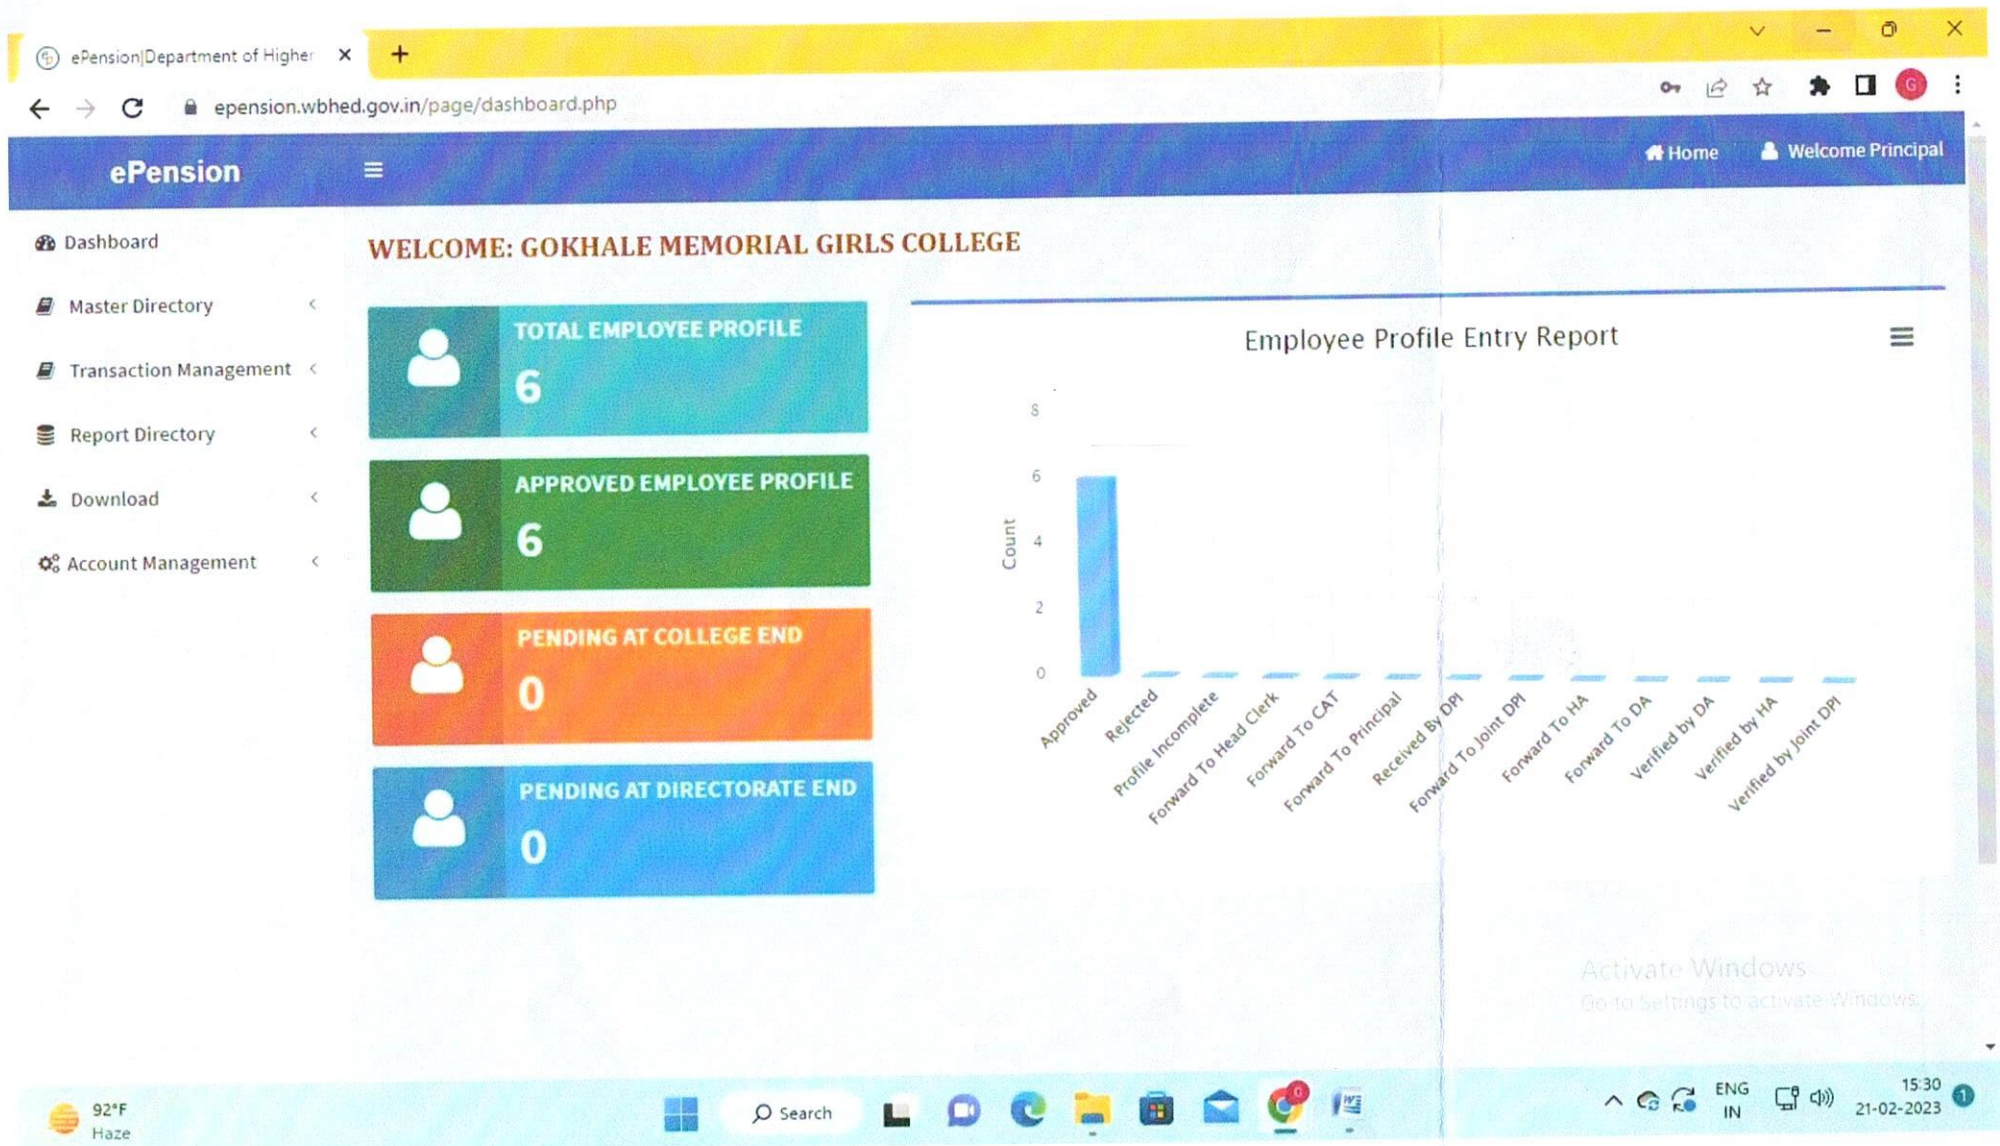 ePension|Department of Higher
epension.wbhed.gov.in/page/dashboard.php
G
ePension
Home
Welcome Principal
Dashboard
Master Directory
Transaction Management
Report Directory
Download
Account Management
WELCOME: GOKHALE MEMORIAL GIRLS COLLEGE
TOTAL EMPLOYEE PROFILE
6
APPROVED EMPLOYEE PROFILE
6
PENDING AT COLLEGE END
0
PENDING AT DIRECTORATE END
0
Employee Profile Entry Report
Count
8
6
4
2
0
Approved
Rejected
Profile Incomplete
Forward To Head Clerk
Forward To CAT
Forward To Principal
Received By DPI
Forward To Joint DPI
Forward To HA
Forward To DA
Verified by DA
Verified by HA
Verified by Joint DPI
Activate Windows
Go to Settings to activate Windows.
92°F
Haze
Search
ENG
IN
15:30
21-02-2023
1